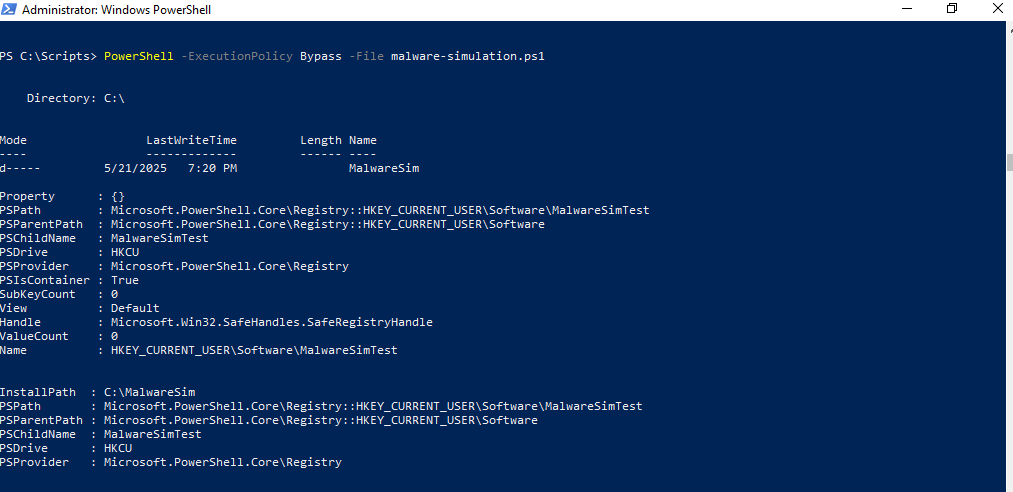 Administrator: Windows PowerShell
PS C:\Scripts> PowerShell -ExecutionPolicy Bypass -File malware-simulation.ps1
Directory: C:\
Mode LastWriteTime Length Name
---- ------------- ------ ----
d----- 5/21/2025 7:20 PM MalwareSim
Property : {}
PSPath : Microsoft.PowerShell.Core\Registry::HKEY_CURRENT_USER\Software\MalwareSimTest
PSParentPath : Microsoft.PowerShell.Core\Registry::HKEY_CURRENT_USER\Software
PSChildName : MalwareSimTest
PSDrive : HKCU
PSProvider : Microsoft.PowerShell.Core\Registry
PSIsContainer : True
SubKeyCount : 0
View : Default
Handle : Microsoft.Win32.SafeHandles.SafeRegistryHandle
ValueCount : 0
Name : HKEY_CURRENT_USER\Software\MalwareSimTest
InstallPath : C:\MalwareSim
PSPath : Microsoft.PowerShell.Core\Registry::HKEY_CURRENT_USER\Software\MalwareSimTest
PSParentPath : Microsoft.PowerShell.Core\Registry::HKEY_CURRENT_USER\Software
PSChildName : MalwareSimTest
PSDrive : HKCU
PSProvider : Microsoft.PowerShell.Core\Registry